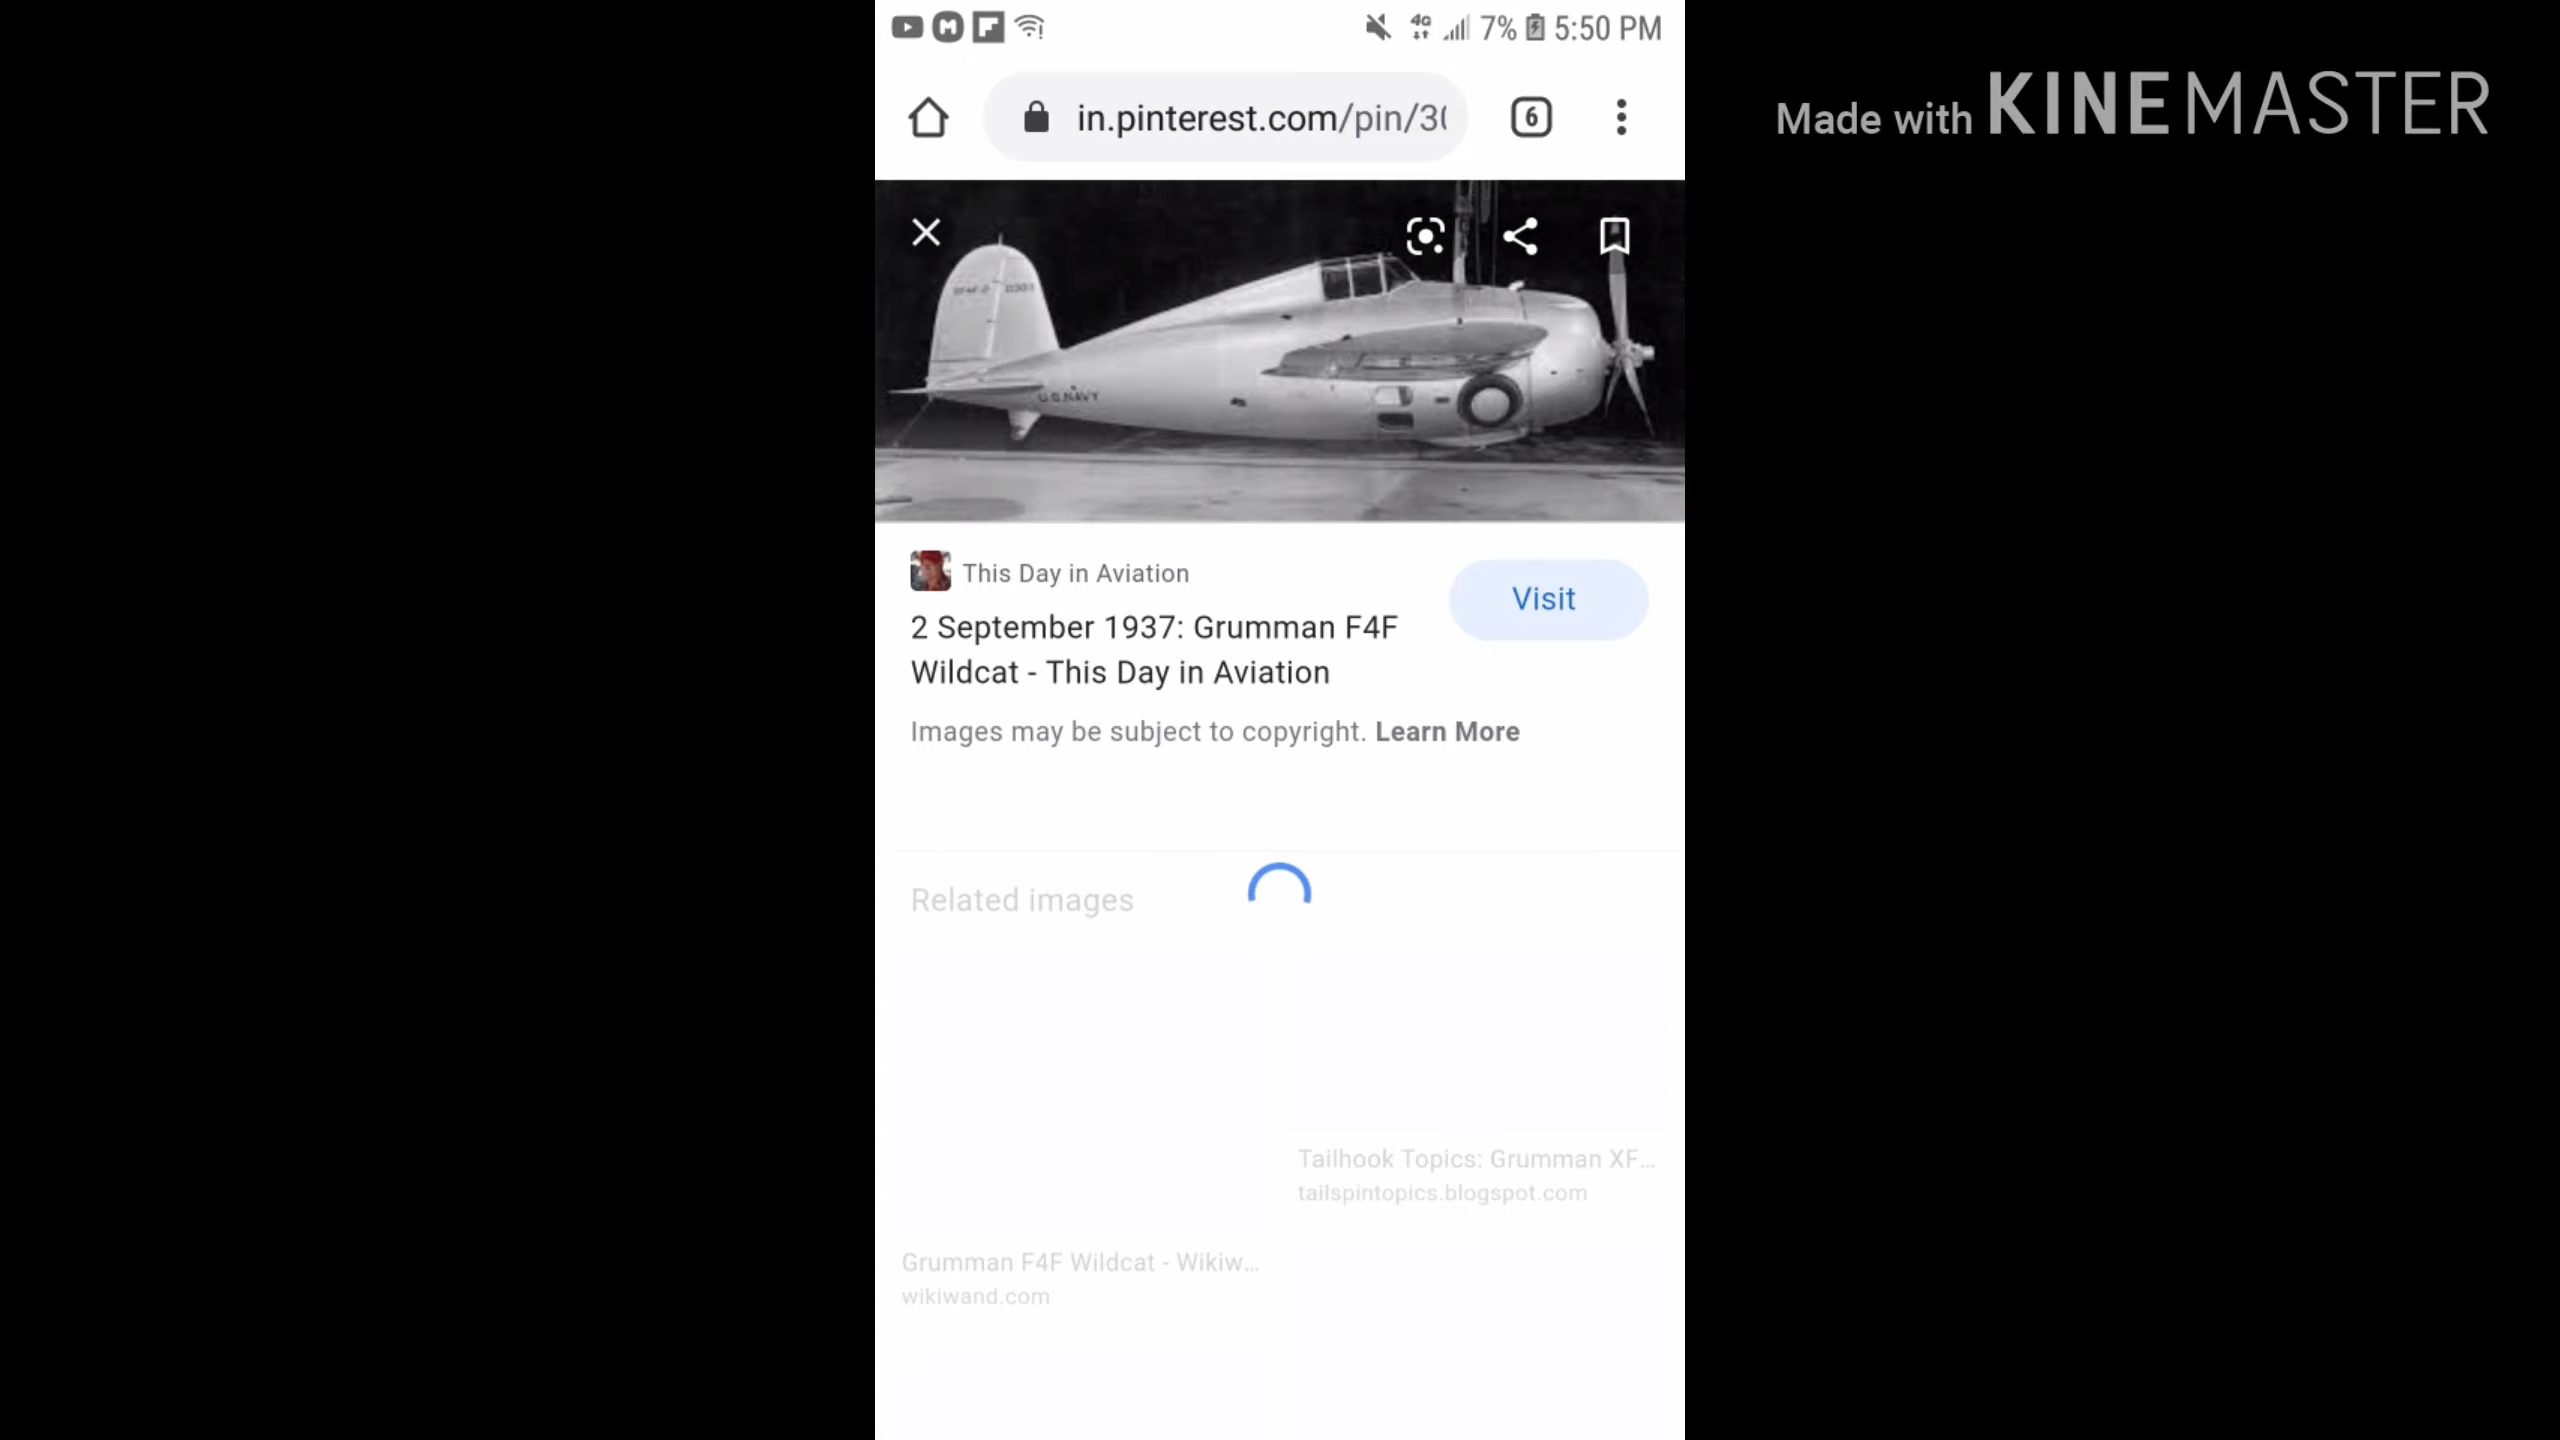 7% 5:50 PM
4G
in.pinterest.com/pin/3(
6
Made with KINEMASTER
U.S.NAVY
This Day in Aviation
Visit
2 September 1937: Grumman F4F
Wildcat - This Day in Aviation
Images may be subject to copyright. Learn More
Related images
Tailhook Topics: Grumman XF...
tailspintopics.blogspot.com
Grumman F4F Wildcat - Wikiw...
wikiwand.com